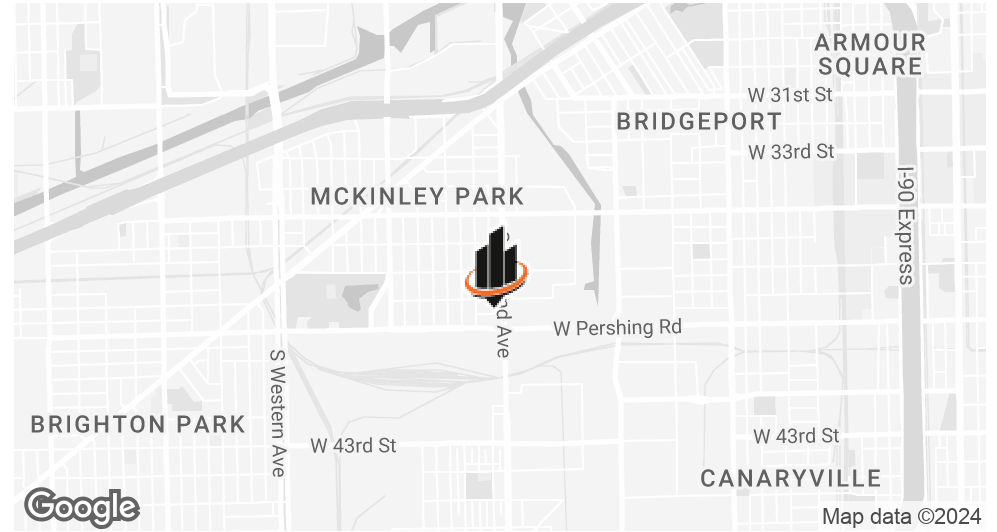 ARMOUR
SQUARE
W 31st St
BRIDGEPORT
W 33rd St
I-90 Express
MCKINLEY PARK
W Pershing Rd
Ave
S Western Ave
BRIGHTON PARK
W 43rd St
W 43rd St
CANARYVILLE
Google
Map data ©2024